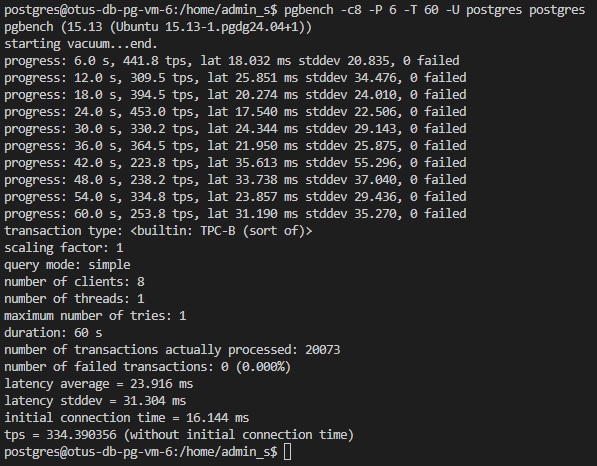 postgres@otus-db-pg-vm-6:/home/admin_s$ pgbench -c8 -P 6 -T 60 -U postgres postgres
pgbench (15.13 (Ubuntu 15.13-1.pgdg24.04+1))
starting vacuum...end.
progress: 6.0 s, 441.8 tps, lat 18.032 ms stddev 20.835, 0 failed
progress: 12.0 s, 309.5 tps, lat 25.851 ms stddev 34.476, 0 failed
progress: 18.0 s, 394.5 tps, lat 20.274 ms stddev 24.010, 0 failed
progress: 24.0 s, 453.0 tps, lat 17.540 ms stddev 22.506, 0 failed
progress: 30.0 s, 330.2 tps, lat 24.344 ms stddev 29.143, 0 failed
progress: 36.0 s, 364.5 tps, lat 21.950 ms stddev 25.875, 0 failed
progress: 42.0 s, 223.8 tps, lat 35.613 ms stddev 55.296, 0 failed
progress: 48.0 s, 238.2 tps, lat 33.738 ms stddev 37.040, 0 failed
progress: 54.0 s, 334.8 tps, lat 23.857 ms stddev 29.436, 0 failed
progress: 60.0 s, 253.8 tps, lat 31.190 ms stddev 35.270, 0 failed
transaction type: <builtin: TPC-B (sort of)>
scaling factor: 1
query mode: simple
number of clients: 8
number of threads: 1
maximum number of tries: 1
duration: 60 s
number of transactions actually processed: 20073
number of failed transactions: 0 (0.000%)
latency average = 23.916 ms
latency stddev = 31.304 ms
initial connection time = 16.144 ms
tps = 334.390356 (without initial connection time)
postgres@otus-db-pg-vm-6:/home/admin_s$